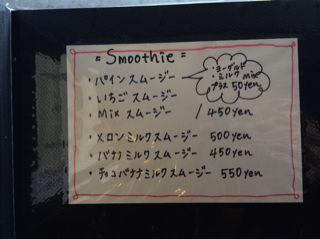 = Smoothie =
・パインスムージー
・ヨーグルト
・ミルク mix
プラス 50yen
・いちごスムージー
・Mix スムージー / 450yen
・メロンミルクスムージー 500yen
・バナナミルクスムージー 450yen
・チョコバナナミルクスムージー 550yen